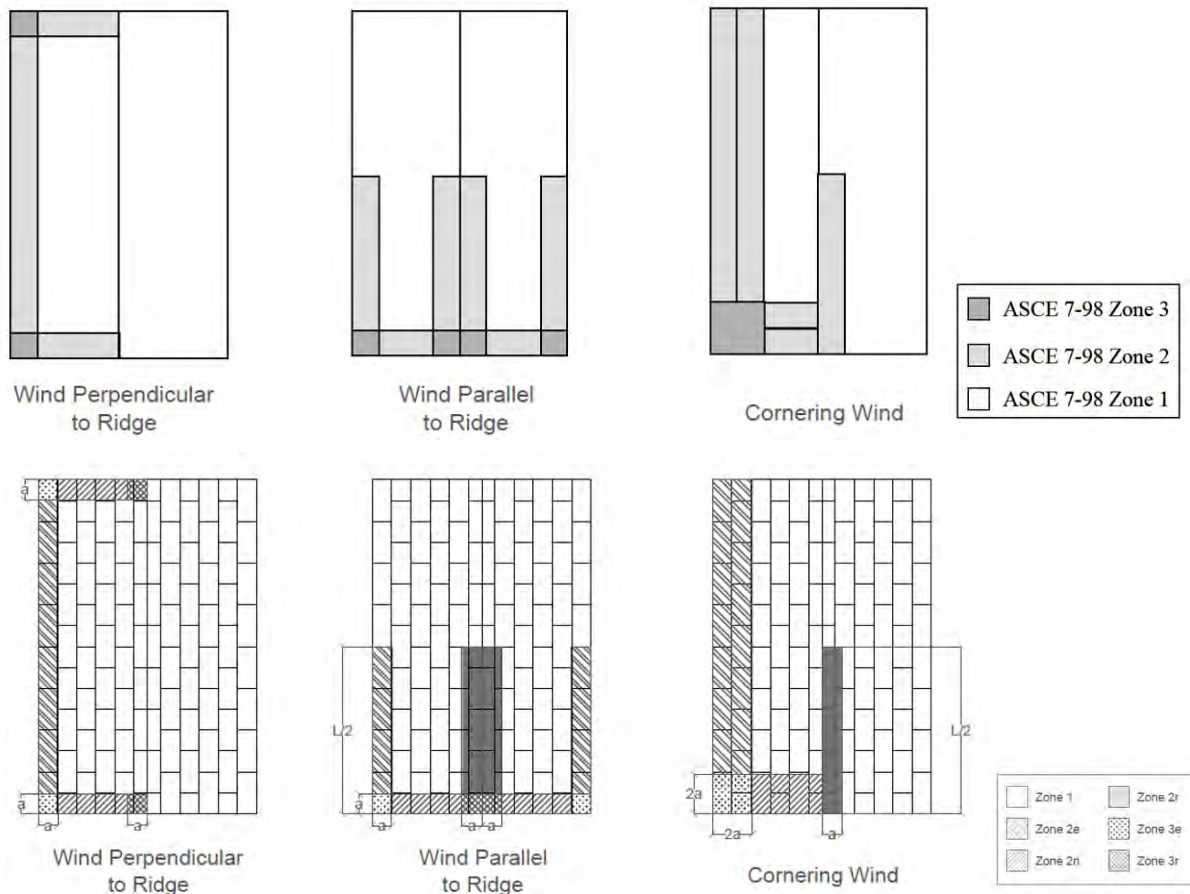 Wind Perpendicular
to Ridge
Wind Parallel
to Ridge
Cornering Wind
ASCE 7-98 Zone 3
ASCE 7-98 Zone 2
ASCE 7-98 Zone 1
a
a
a
a
Wind Perpendicular
to Ridge
L/2
a
a
a
a
Wind Parallel
to Ridge
2a
2a
a
L/2
Cornering Wind
Zone 1
Zone 2r
Zone 2e
Zone 3e
Zone 2n
Zone 3r